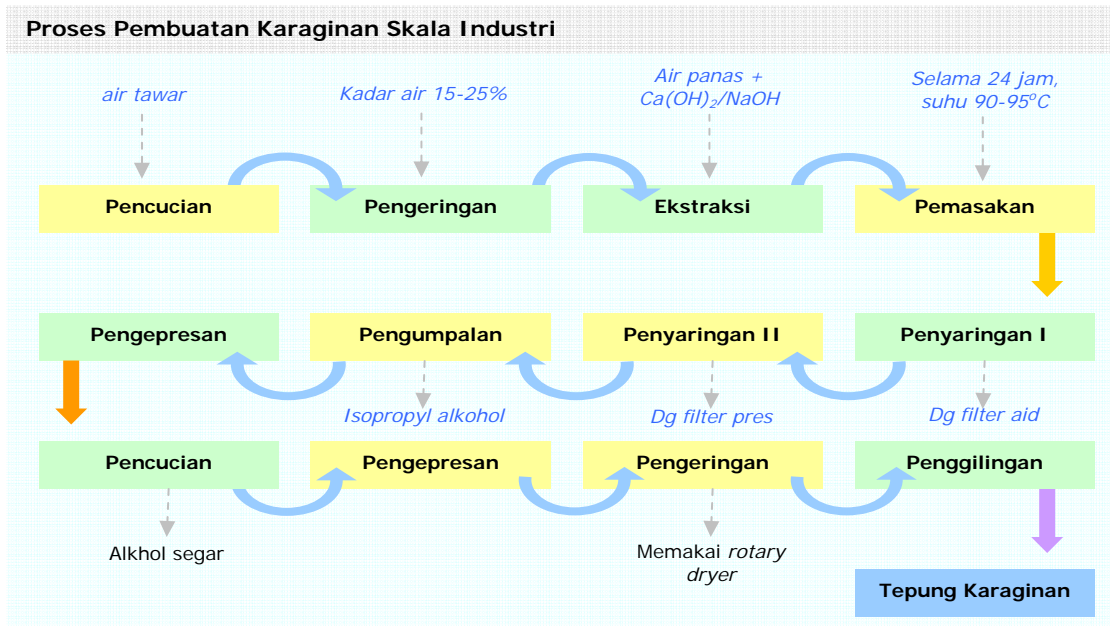 Proses Pembuatan Karaginan Skala Industri
air tawar
Kadar air 15-25%
Air panas +
Ca(OH)₂/NaOH
Selama 24 jam,
suhu 90-95°C
Pencucian
Pengeringan
Ekstraksi
Pemasakan
Pengepresan
Pengumpalan
Penyaringan II
Penyaringan I
Isopropyl alkohol
Dg filter pres
Dg filter aid
Pencucian
Pengepresan
Pengeringan
Penggilingan
Alkhol segar
Memakai rotary
dryer
Tepung Karaginan